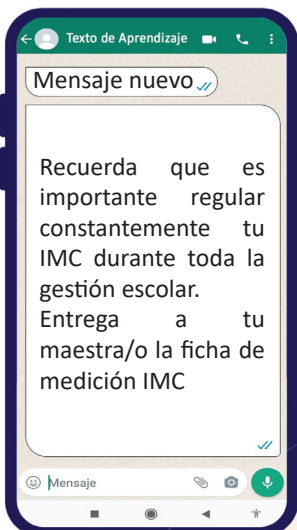 Texto de Aprendizaje
Mensaje nuevo
Recuerda que es
importante regular
constantemente tu
IMC durante toda la
gestión escolar.
Entrega a tu
maestra/o la ficha de
medición IMC
Mensaje